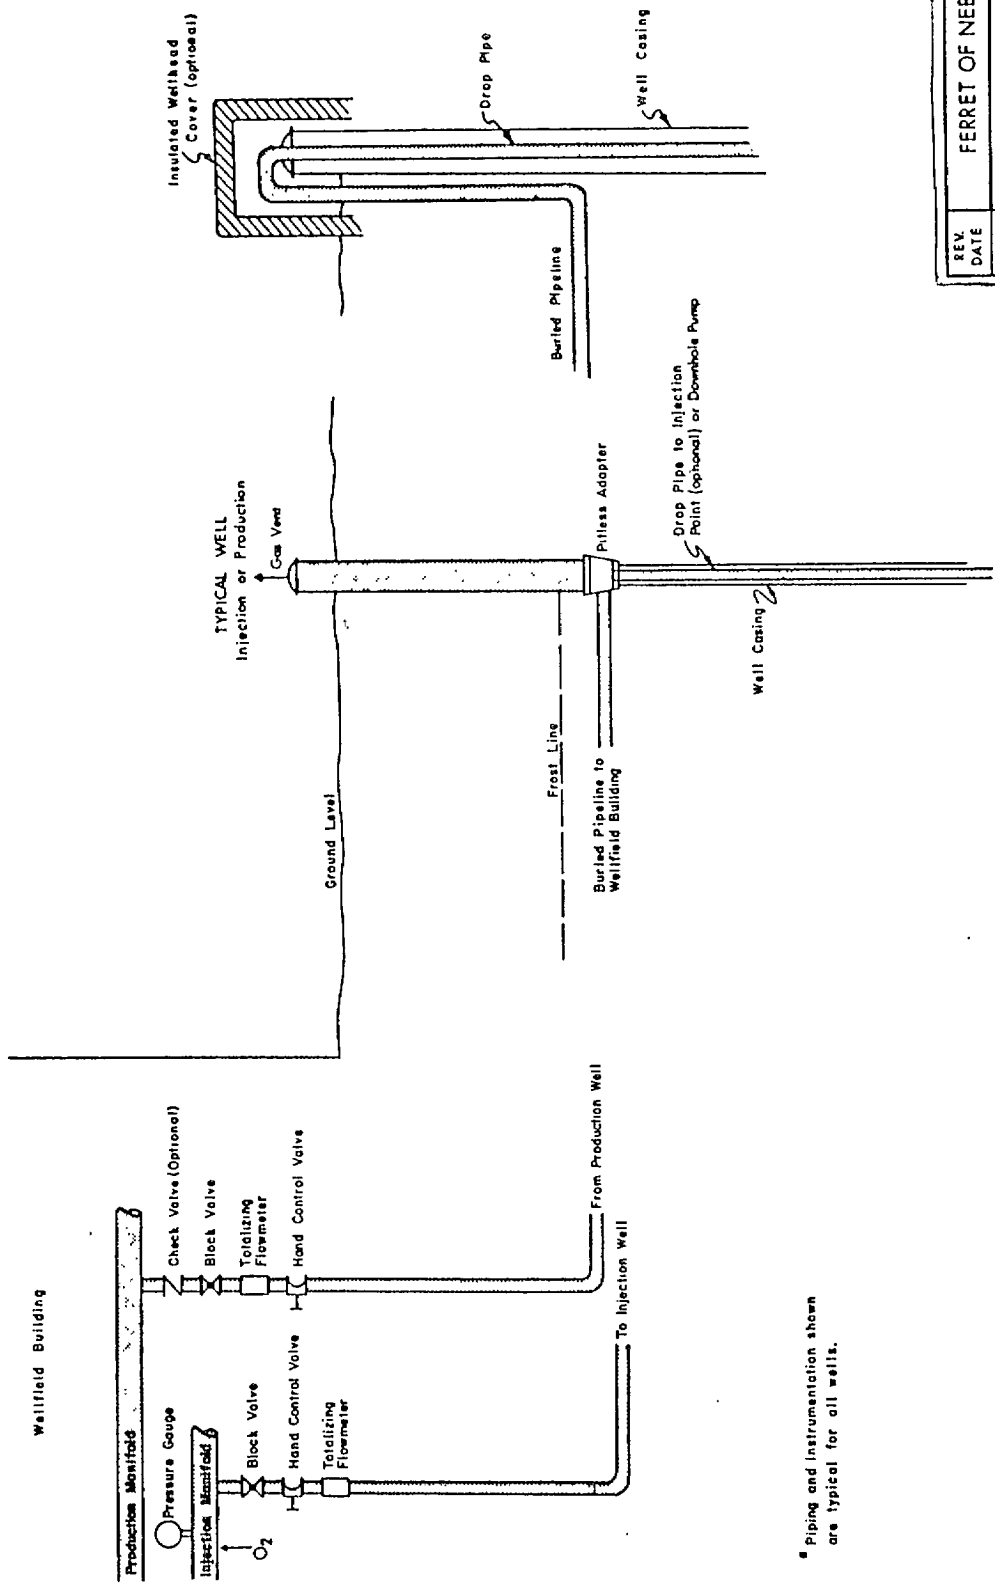 Wellfield Building
Production Manifold
Pressure Gauge
Injection Manifold
O2
Check Valve (Optional)
Block Valve
Totalizing
Flowmeter
Hand Control Valve
Block Valve
Hand Control Valve
Totalizing
Flowmeter
From Production Well
To Injection Well
* Piping and Instrumentation shown
are typical for all wells.
TYPICAL WELL
Injection or Production
Gas Vent
Ground Level
Frost Line
Buried Pipeline to
Wellfield Building
Pitless Adapter
Drop Pipe to Injection
Point (optional) or Downhole Pump
Well Casing
Insulated Wellhead
Cover (optional)
Drop Pipe
Buried Pipeline
Well Casing
REV.
DATE
FERRET OF NEB